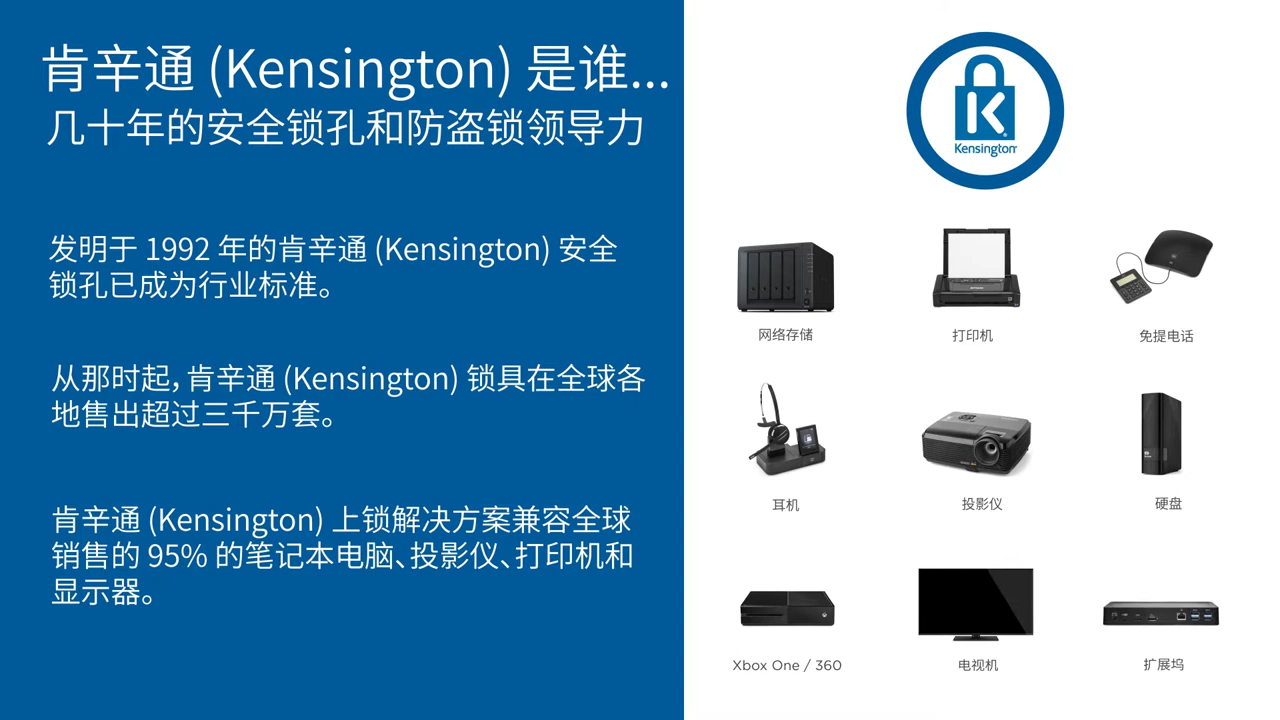 肯辛通 (Kensington) 是谁...
几十年的安全锁孔和防盗锁领导力
发明于 1992 年的肯辛通 (Kensington) 安全
锁孔已成为行业标准。
从那时起，肯辛通 (Kensington) 锁具在全球各
地售出超过三千万套。
肯辛通 (Kensington) 上锁解决方案兼容全球
销售的 95% 的笔记本电脑、投影仪、打印机和
显示器。
K
Kensington
网络存储
打印机
免提电话
耳机
投影仪
硬盘
Xbox One / 360
电视机
扩展坞